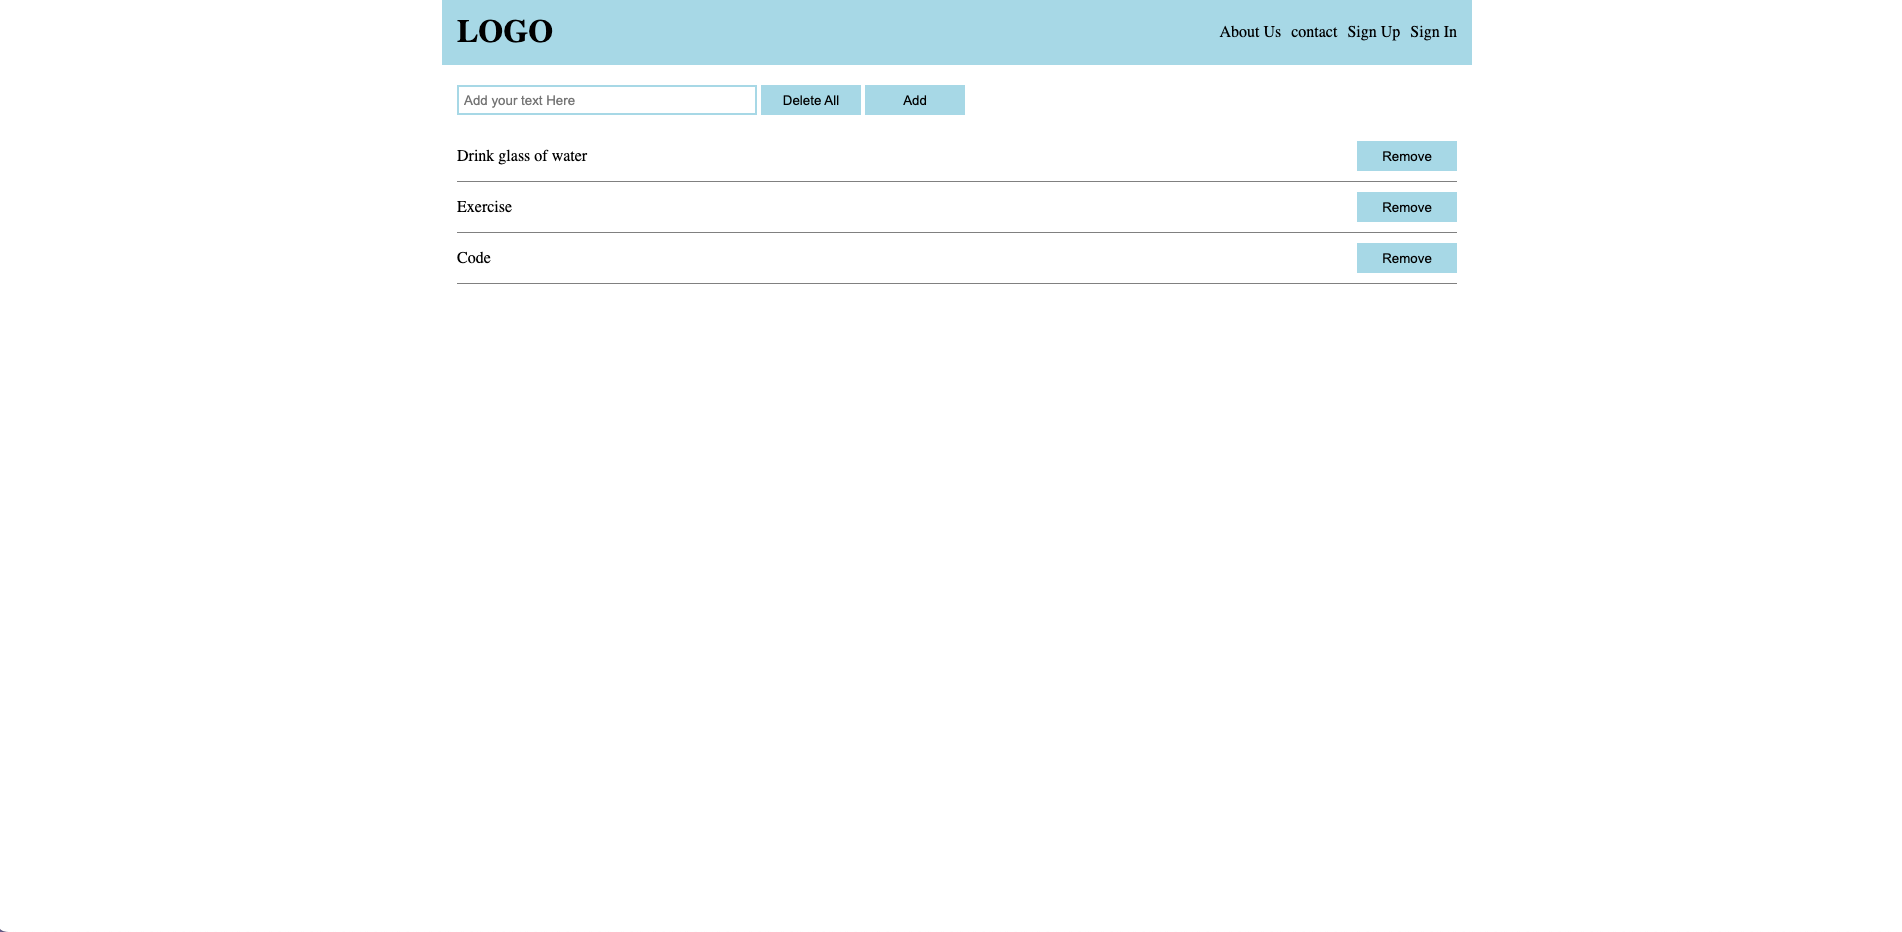 LOGO About Us contact Sign Up Sign In
Add your text Here Delete All Add
Drink glass of water Remove
Exercise Remove
Code Remove